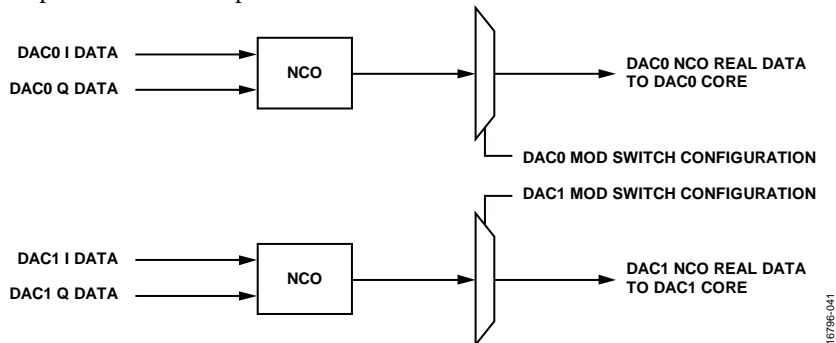 DAC0 I DATA
DAC0 Q DATA
NCO
DAC0 NCO REAL DATA
TO DAC0 CORE
DAC0 MOD SWITCH CONFIGURATION
DAC1 MOD SWITCH CONFIGURATION
DAC1 I DATA
DAC1 Q DATA
NCO
DAC1 NCO REAL DATA
TO DAC1 CORE
16796-041